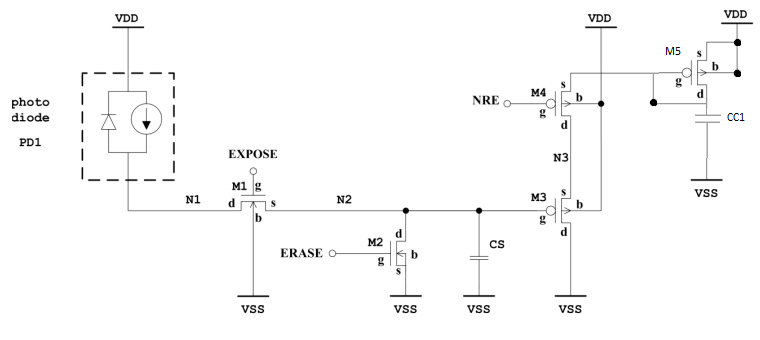 VDD
VDD
VDD
M5
s
b
g
d
photo
diode
PD1
NRE
M4
s
b
g
d
CC1
EXPOSE
N3
VSS
M1
g
N1
d
s
b
N2
M3
s
b
g
d
M2
d
b
g
s
ERASE
CS
VSS
VSS
VSS
VSS